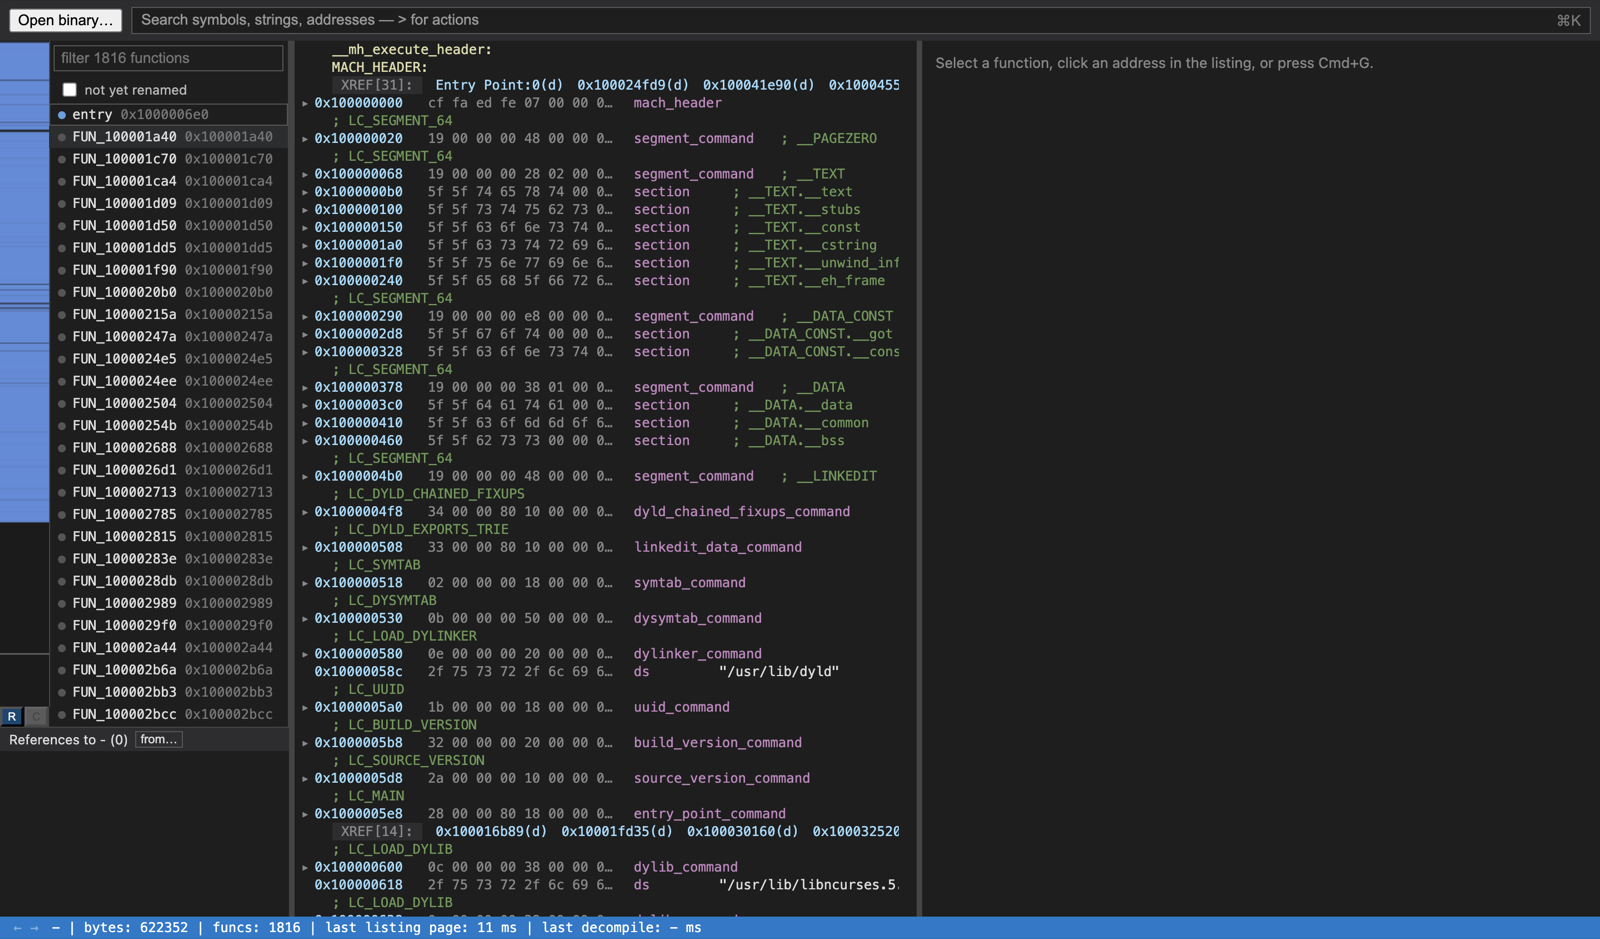 Open binary…
Search symbols, strings, addresses — > for actions
⌘K
filter 1816 functions
not yet renamed
entry 0x1000006e0
FUN_100001a40 0x100001a40
FUN_100001c70 0x100001c70
FUN_100001ca4 0x100001ca4
FUN_100001d09 0x100001d09
FUN_100001d50 0x100001d50
FUN_100001dd5 0x100001dd5
FUN_100001f90 0x100001f90
FUN_1000020b0 0x1000020b0
FUN_10000215a 0x10000215a
FUN_10000247a 0x10000247a
FUN_1000024e5 0x1000024e5
FUN_1000024ee 0x1000024ee
FUN_100002504 0x100002504
FUN_10000254b 0x10000254b
FUN_100002688 0x100002688
FUN_1000026d1 0x1000026d1
FUN_100002713 0x100002713
FUN_100002785 0x100002785
FUN_100002815 0x100002815
FUN_10000283e 0x10000283e
FUN_1000028db 0x1000028db
FUN_100002989 0x100002989
FUN_1000029f0 0x1000029f0
FUN_100002a44 0x100002a44
FUN_100002b6a 0x100002b6a
FUN_100002bb3 0x100002bb3
FUN_100002bcc 0x100002bcc
R C
References to - (0) from…
__mh_execute_header:
MACH_HEADER:
XREF[31]: Entry Point:0(d) 0x100024fd9(d) 0x100041e90(d) 0x1000455
0x100000000 cf fa ed fe 07 00 00 0… mach_header
; LC_SEGMENT_64
0x100000020 19 00 00 00 48 00 00 0… segment_command ; __PAGEZERO
; LC_SEGMENT_64
0x100000068 19 00 00 00 28 02 00 0… segment_command ; __TEXT
0x1000000b0 5f 5f 74 65 78 74 00 0… section ; __TEXT.__text
0x100000100 5f 5f 73 74 75 62 73 0… section ; __TEXT.__stubs
0x100000150 5f 5f 63 6f 6e 73 74 0… section ; __TEXT.__const
0x1000001a0 5f 5f 63 73 74 72 69 6… section ; __TEXT.__cstring
0x1000001f0 5f 5f 75 6e 77 69 6e 6… section ; __TEXT.__unwind_inf
0x100000240 5f 5f 65 68 5f 66 72 6… section ; __TEXT.__eh_frame
; LC_SEGMENT_64
0x100000290 19 00 00 00 e8 00 00 0… segment_command ; __DATA_CONST
0x1000002d8 5f 5f 67 6f 74 00 00 0… section ; __DATA_CONST.__got
0x100000328 5f 5f 63 6f 6e 73 74 0… section ; __DATA_CONST.__cons
; LC_SEGMENT_64
0x100000378 19 00 00 00 38 01 00 0… segment_command ; __DATA
0x1000003c0 5f 5f 64 61 74 61 00 0… section ; __DATA.__data
0x100000410 5f 5f 63 6f 6d 6d 6f 6… section ; __DATA.__common
0x100000460 5f 5f 62 73 73 00 00 0… section ; __DATA.__bss
; LC_SEGMENT_64
0x1000004b0 19 00 00 00 48 00 00 0… segment_command ; __LINKEDIT
; LC_DYLD_CHAINED_FIXUPS
0x1000004f8 34 00 00 80 10 00 00 0… dyld_chained_fixups_command
; LC_DYLD_EXPORTS_TRIE
0x100000508 33 00 00 80 10 00 00 0… linkedit_data_command
; LC_SYMTAB
0x100000518 02 00 00 00 18 00 00 0… symtab_command
; LC_DYSYMTAB
0x100000530 0b 00 00 00 50 00 00 0… dysymtab_command
; LC_LOAD_DYLINKER
0x100000580 0e 00 00 00 20 00 00 0… dylinker_command
0x10000058c 2f 75 73 72 2f 6c 69 6… ds "/usr/lib/dyld"
; LC_UUID
0x1000005a0 1b 00 00 00 18 00 00 0… uuid_command
; LC_BUILD_VERSION
0x1000005b8 32 00 00 00 20 00 00 0… build_version_command
; LC_SOURCE_VERSION
0x1000005d8 2a 00 00 00 10 00 00 0… source_version_command
; LC_MAIN
0x1000005e8 28 00 00 80 18 00 00 0… entry_point_command
XREF[14]: 0x100016b89(d) 0x10001fd35(d) 0x100030160(d) 0x100032520
; LC_LOAD_DYLIB
0x100000600 0c 00 00 00 38 00 00 0… dylib_command
0x100000618 2f 75 73 72 2f 6c 69 6… ds "/usr/lib/libncurses.5.
; LC_LOAD_DYLIB
Select a function, click an address in the listing, or press Cmd+G.
← → – | bytes: 622352 | funcs: 1816 | last listing page: 11 ms | last decompile: – ms